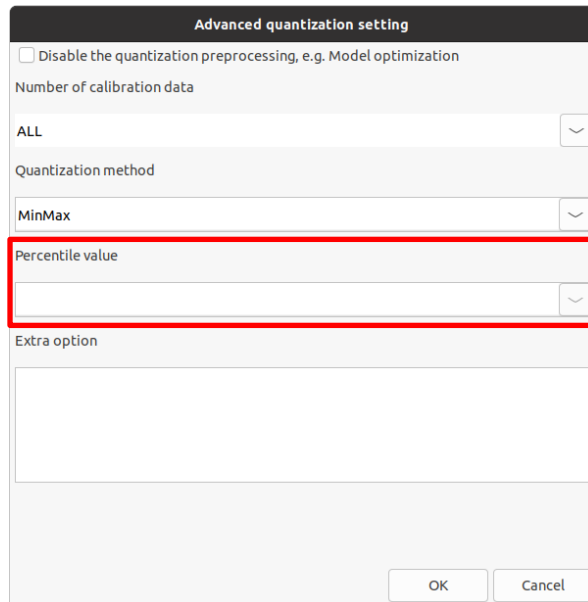 Advanced quantization setting
Disable the quantization preprocessing, e.g. Model optimization
Number of calibration data
ALL
Quantization method
MinMax
Percentile value
Extra option
OK Cancel